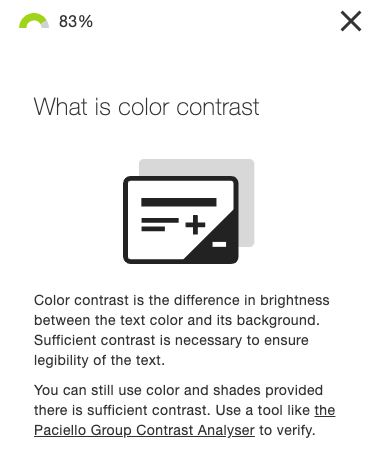 83%
What is color contrast
Color contrast is the difference in brightness
between the text color and its background.
Sufficient contrast is necessary to ensure
legibility of the text.
You can still use color and shades provided
there is sufficient contrast. Use a tool like the
Paciello Group Contrast Analyser to verify.